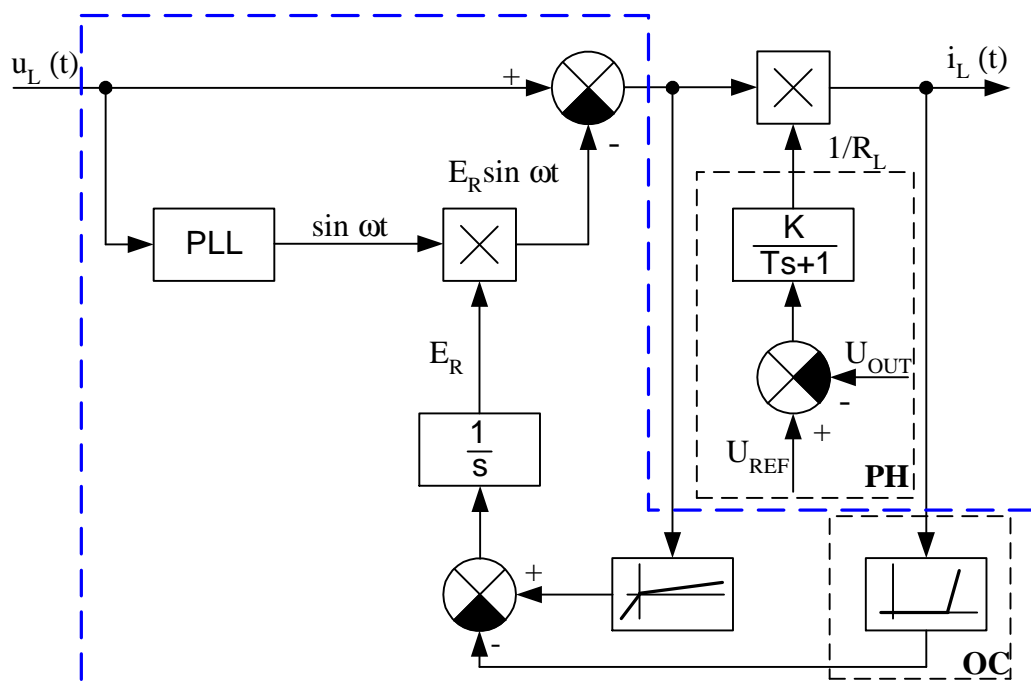 u_L (t)
+
i_L (t)
-
1/R_L
E_R sin ωt
PLL
sin ωt
K
Ts+1
E_R
U_OUT
-
+
U_REF
PH
1
s
+
-
OC